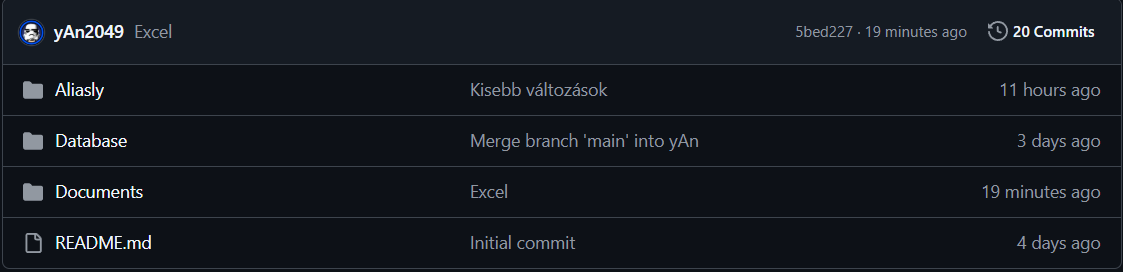 yAn2049 Excel 5bed227 · 19 minutes ago 20 Commits
Aliasly Kisebb változások 11 hours ago
Database Merge branch 'main' into yAn 3 days ago
Documents Excel 19 minutes ago
README.md Initial commit 4 days ago